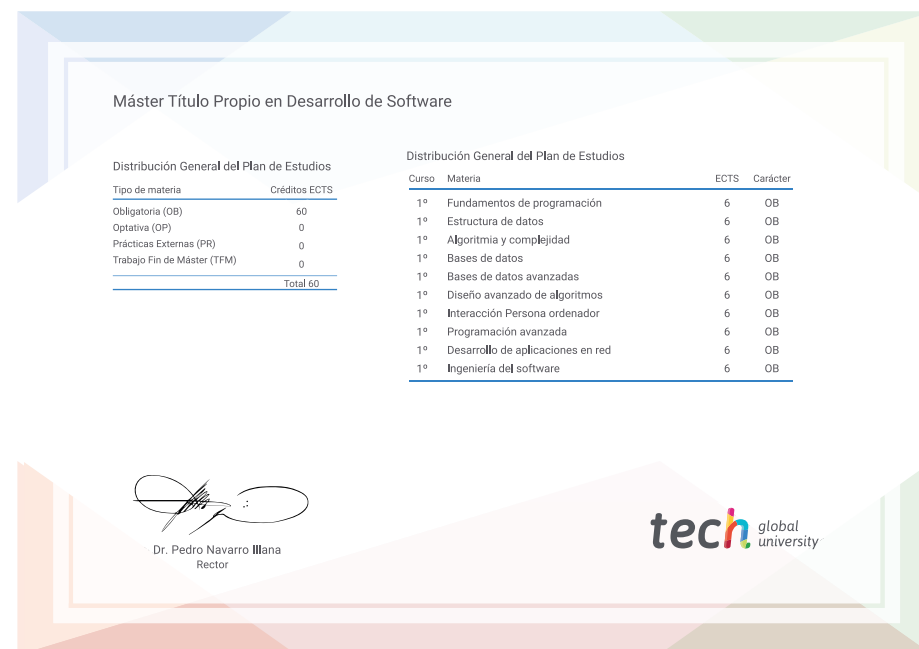 Máster Título Propio en Desarrollo de Software
Distribución General del Plan de Estudios
Tipo de materia Créditos ECTS
Obligatoria (OB) 60
Optativa (OP) 0
Prácticas Externas (PR) 0
Trabajo Fin de Máster (TFM) 0
Total 60
Distribución General del Plan de Estudios
Curso Materia ECTS Carácter
1º Fundamentos de programación 6 OB
1º Estructura de datos 6 OB
1º Algoritmia y complejidad 6 OB
1º Bases de datos 6 OB
1º Bases de datos avanzadas 6 OB
1º Diseño avanzado de algoritmos 6 OB
1º Interacción Persona ordenador 6 OB
1º Programación avanzada 6 OB
1º Desarrollo de aplicaciones en red 6 OB
1º Ingeniería del software 6 OB
Dr. Pedro Navarro Illana
Rector
tech global
university